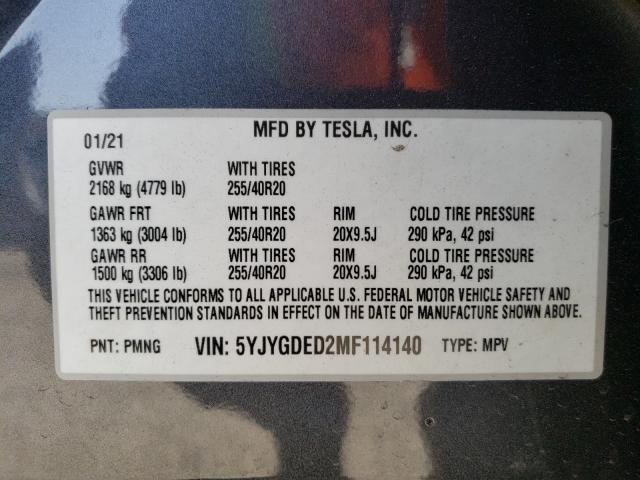 01/21 MFD BY TESLA, INC.
GVWR WITH TIRES
2168 kg (4779 lb) 255/40R20
GAWR FRT WITH TIRES RIM COLD TIRE PRESSURE
1363 kg (3004 lb) 255/40R20 20X9.5J 290 kPa, 42 psi
GAWR RR WITH TIRES RIM COLD TIRE PRESSURE
1500 kg (3306 lb) 255/40R20 20X9.5J 290 kPa, 42 psi
THIS VEHICLE CONFORMS TO ALL APPLICABLE U.S. FEDERAL MOTOR VEHICLE SAFETY AND
THEFT PREVENTION STANDARDS IN EFFECT ON THE DATE OF MANUFACTURE SHOWN ABOVE.
PNT: PMNG VIN: 5YJYGDED2MF114140 TYPE: MPV